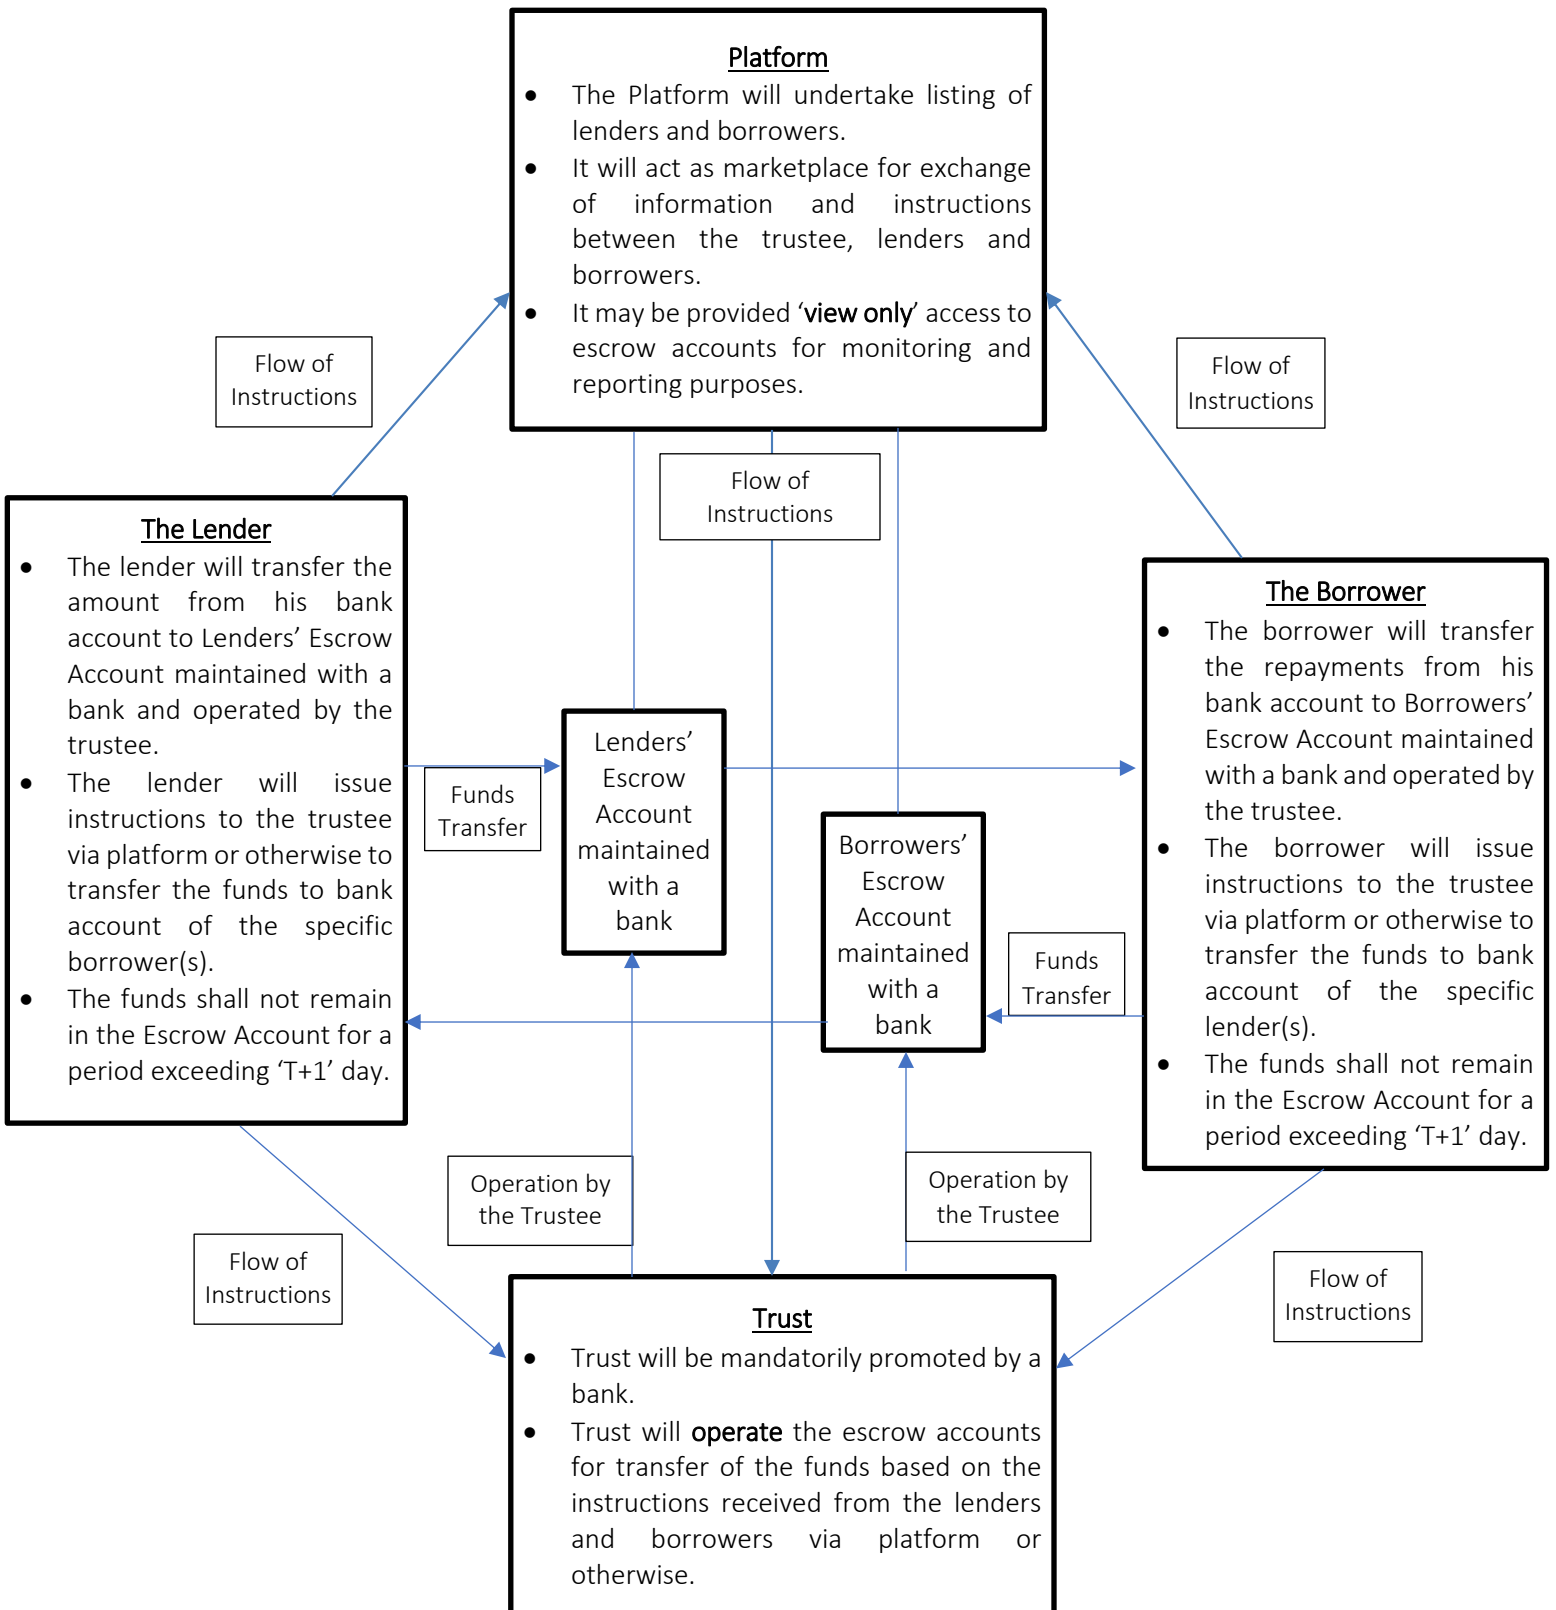 Platform
• The Platform will undertake listing of
lenders and borrowers.
• It will act as marketplace for exchange
of information and instructions
between the trustee, lenders and
borrowers.
• It may be provided ‘view only’ access to
escrow accounts for monitoring and
reporting purposes.
Flow of
Instructions
Flow of
Instructions
Flow of
Instructions
The Lender
• The lender will transfer the
amount from his bank
account to Lenders’ Escrow
Account maintained with a
bank and operated by the
trustee.
• The lender will issue
instructions to the trustee
via platform or otherwise to
transfer the funds to bank
account of the specific
borrower(s).
• The funds shall not remain
in the Escrow Account for a
period exceeding ‘T+1’ day.
Funds
Transfer
Lenders’
Escrow
Account
maintained
with a
bank
Borrowers’
Escrow
Account
maintained
with a
bank
Funds
Transfer
The Borrower
• The borrower will transfer
the repayments from his
bank account to Borrowers’
Escrow Account maintained
with a bank and operated by
the trustee.
• The borrower will issue
instructions to the trustee
via platform or otherwise to
transfer the funds to bank
account of the specific
lender(s).
• The funds shall not remain
in the Escrow Account for a
period exceeding ‘T+1’ day.
Operation by
the Trustee
Operation by
the Trustee
Flow of
Instructions
Flow of
Instructions
Trust
• Trust will be mandatorily promoted by a
bank.
• Trust will operate the escrow accounts
for transfer of the funds based on the
instructions received from the lenders
and borrowers via platform or
otherwise.